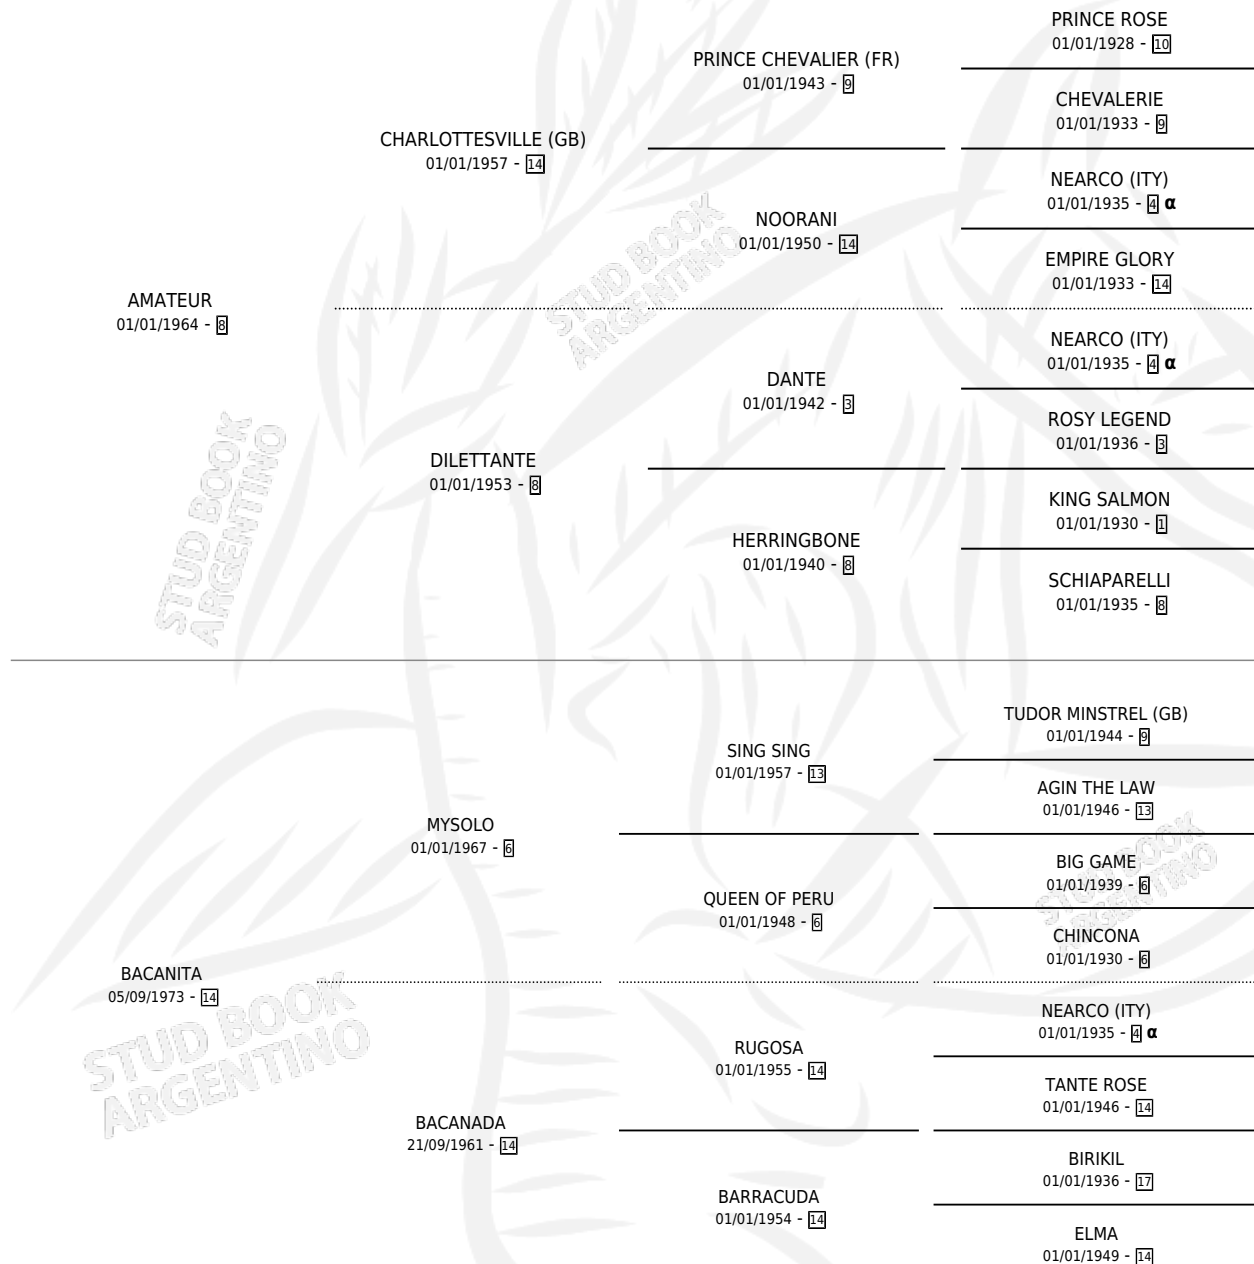 PRINCE ROSE
01/01/1928 - 10
PRINCE CHEVALIER (FR)
01/01/1943 - 9
CHEVALERIE
01/01/1933 - 9
CHARLOTTESVILLE (GB)
01/01/1957 - 14
NEARCO (ITY)
01/01/1935 - 4 α
NOORANI
01/01/1950 - 14
EMPIRE GLORY
01/01/1933 - 14
AMATEUR
01/01/1964 - 8
NEARCO (ITY)
01/01/1935 - 4 α
DANTE
01/01/1942 - 3
ROSY LEGEND
01/01/1936 - 3
DILETTANTE
01/01/1953 - 8
KING SALMON
01/01/1930 - 1
HERRINGBONE
01/01/1940 - 8
SCHIAPARELLI
01/01/1935 - 8
TUDOR MINSTREL (GB)
01/01/1944 - 9
SING SING
01/01/1957 - 13
AGIN THE LAW
01/01/1946 - 13
MYSOLO
01/01/1967 - 6
BIG GAME
01/01/1939 - 6
QUEEN OF PERU
01/01/1948 - 6
CHINCONA
01/01/1930 - 6
BACANITA
05/09/1973 - 14
NEARCO (ITY)
01/01/1935 - 4 α
RUGOSA
01/01/1955 - 14
TANTE ROSE
01/01/1946 - 14
BACANADA
21/09/1961 - 14
BIRIKIL
01/01/1936 - 17
BARRACUDA
01/01/1954 - 14
ELMA
01/01/1949 - 14
STUD BOOK
ARGENTINO
STUD BOOK
ARGENTINO
STUD BOOK
ARGENTINO
STUD BOOK
ARGENTINO